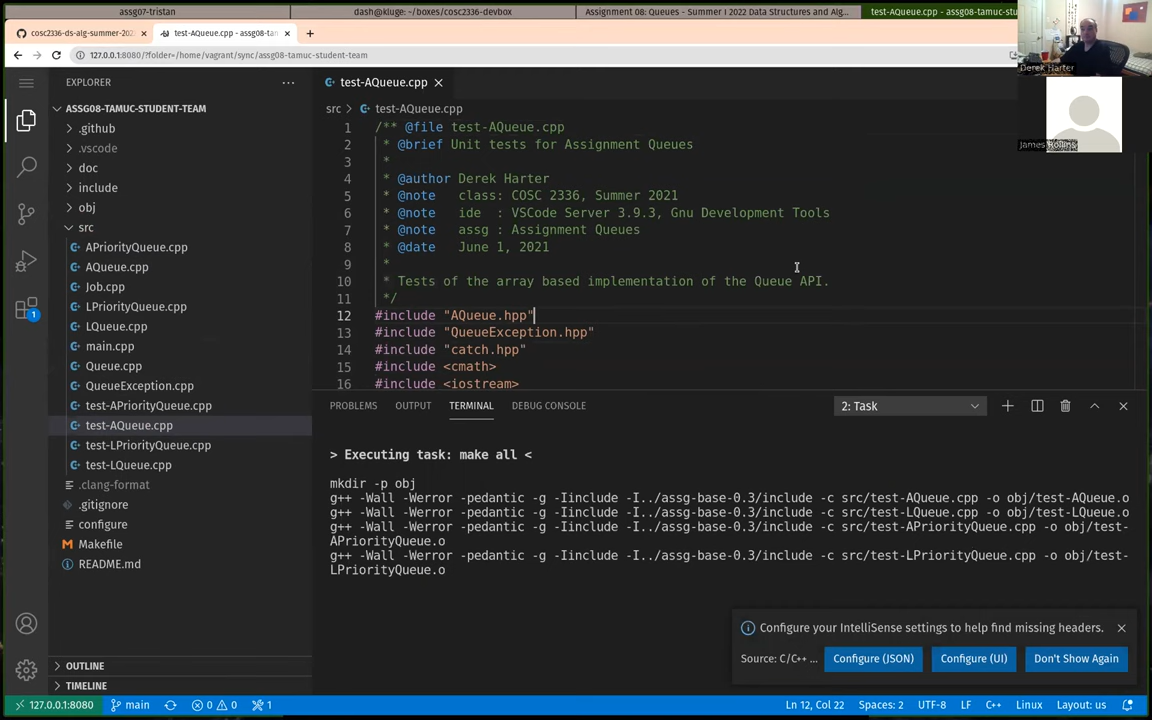 assg07-tristan
dash@kluge: ~/boxes/cosc2336-devbox
Assignment 08: Queues - Summer I 2022 Data Structures and Alg...
test-AQueue.cpp - assg08-tamuc-stu
cosc2336-ds-alg-summer-202
test-AQueue.cpp - assg08-tam
127.0.0.1:8080/?folder=/home/vagrant/sync/assg08-tamuc-student-team
Derek Harter
James Rollins
EXPLORER
ASSG08-TAMUC-STUDENT-TEAM
.github
.vscode
doc
include
obj
src
APriorityQueue.cpp
AQueue.cpp
Job.cpp
LPriorityQueue.cpp
LQueue.cpp
main.cpp
Queue.cpp
QueueException.cpp
test-APriorityQueue.cpp
test-AQueue.cpp
test-LPriorityQueue.cpp
test-LQueue.cpp
.clang-format
.gitignore
configure
Makefile
README.md
OUTLINE
TIMELINE
1
test-AQueue.cpp
src > test-AQueue.cpp
1 /** @file test-AQueue.cpp
2 * @brief Unit tests for Assignment Queues
3 *
4 * @author Derek Harter
5 * @note class: COSC 2336, Summer 2021
6 * @note ide : VSCode Server 3.9.3, Gnu Development Tools
7 * @note assg : Assignment Queues
8 * @date June 1, 2021
9 *
10 * Tests of the array based implementation of the Queue API.
11 */
12 #include "AQueue.hpp"
13 #include "QueueException.hpp"
14 #include "catch.hpp"
15 #include <cmath>
16 #include <iostream>
PROBLEMS OUTPUT TERMINAL DEBUG CONSOLE
2: Task
> Executing task: make all <
mkdir -p obj
g++ -Wall -Werror -pedantic -g -Iinclude -I../assg-base-0.3/include -c src/test-AQueue.cpp -o obj/test-AQueue.o
g++ -Wall -Werror -pedantic -g -Iinclude -I../assg-base-0.3/include -c src/test-LQueue.cpp -o obj/test-LQueue.o
g++ -Wall -Werror -pedantic -g -Iinclude -I../assg-base-0.3/include -c src/test-APriorityQueue.cpp -o obj/test-
APriorityQueue.o
g++ -Wall -Werror -pedantic -g -Iinclude -I../assg-base-0.3/include -c src/test-LPriorityQueue.cpp -o obj/test-
LPriorityQueue.o
Configure your IntelliSense settings to help find missing headers.
Source: C/C++ ...
Configure (JSON)
Configure (UI)
Don't Show Again
127.0.0.1:8080 main 0 0 1 Ln 12, Col 22 Spaces: 2 UTF-8 LF C++ Linux Layout: us